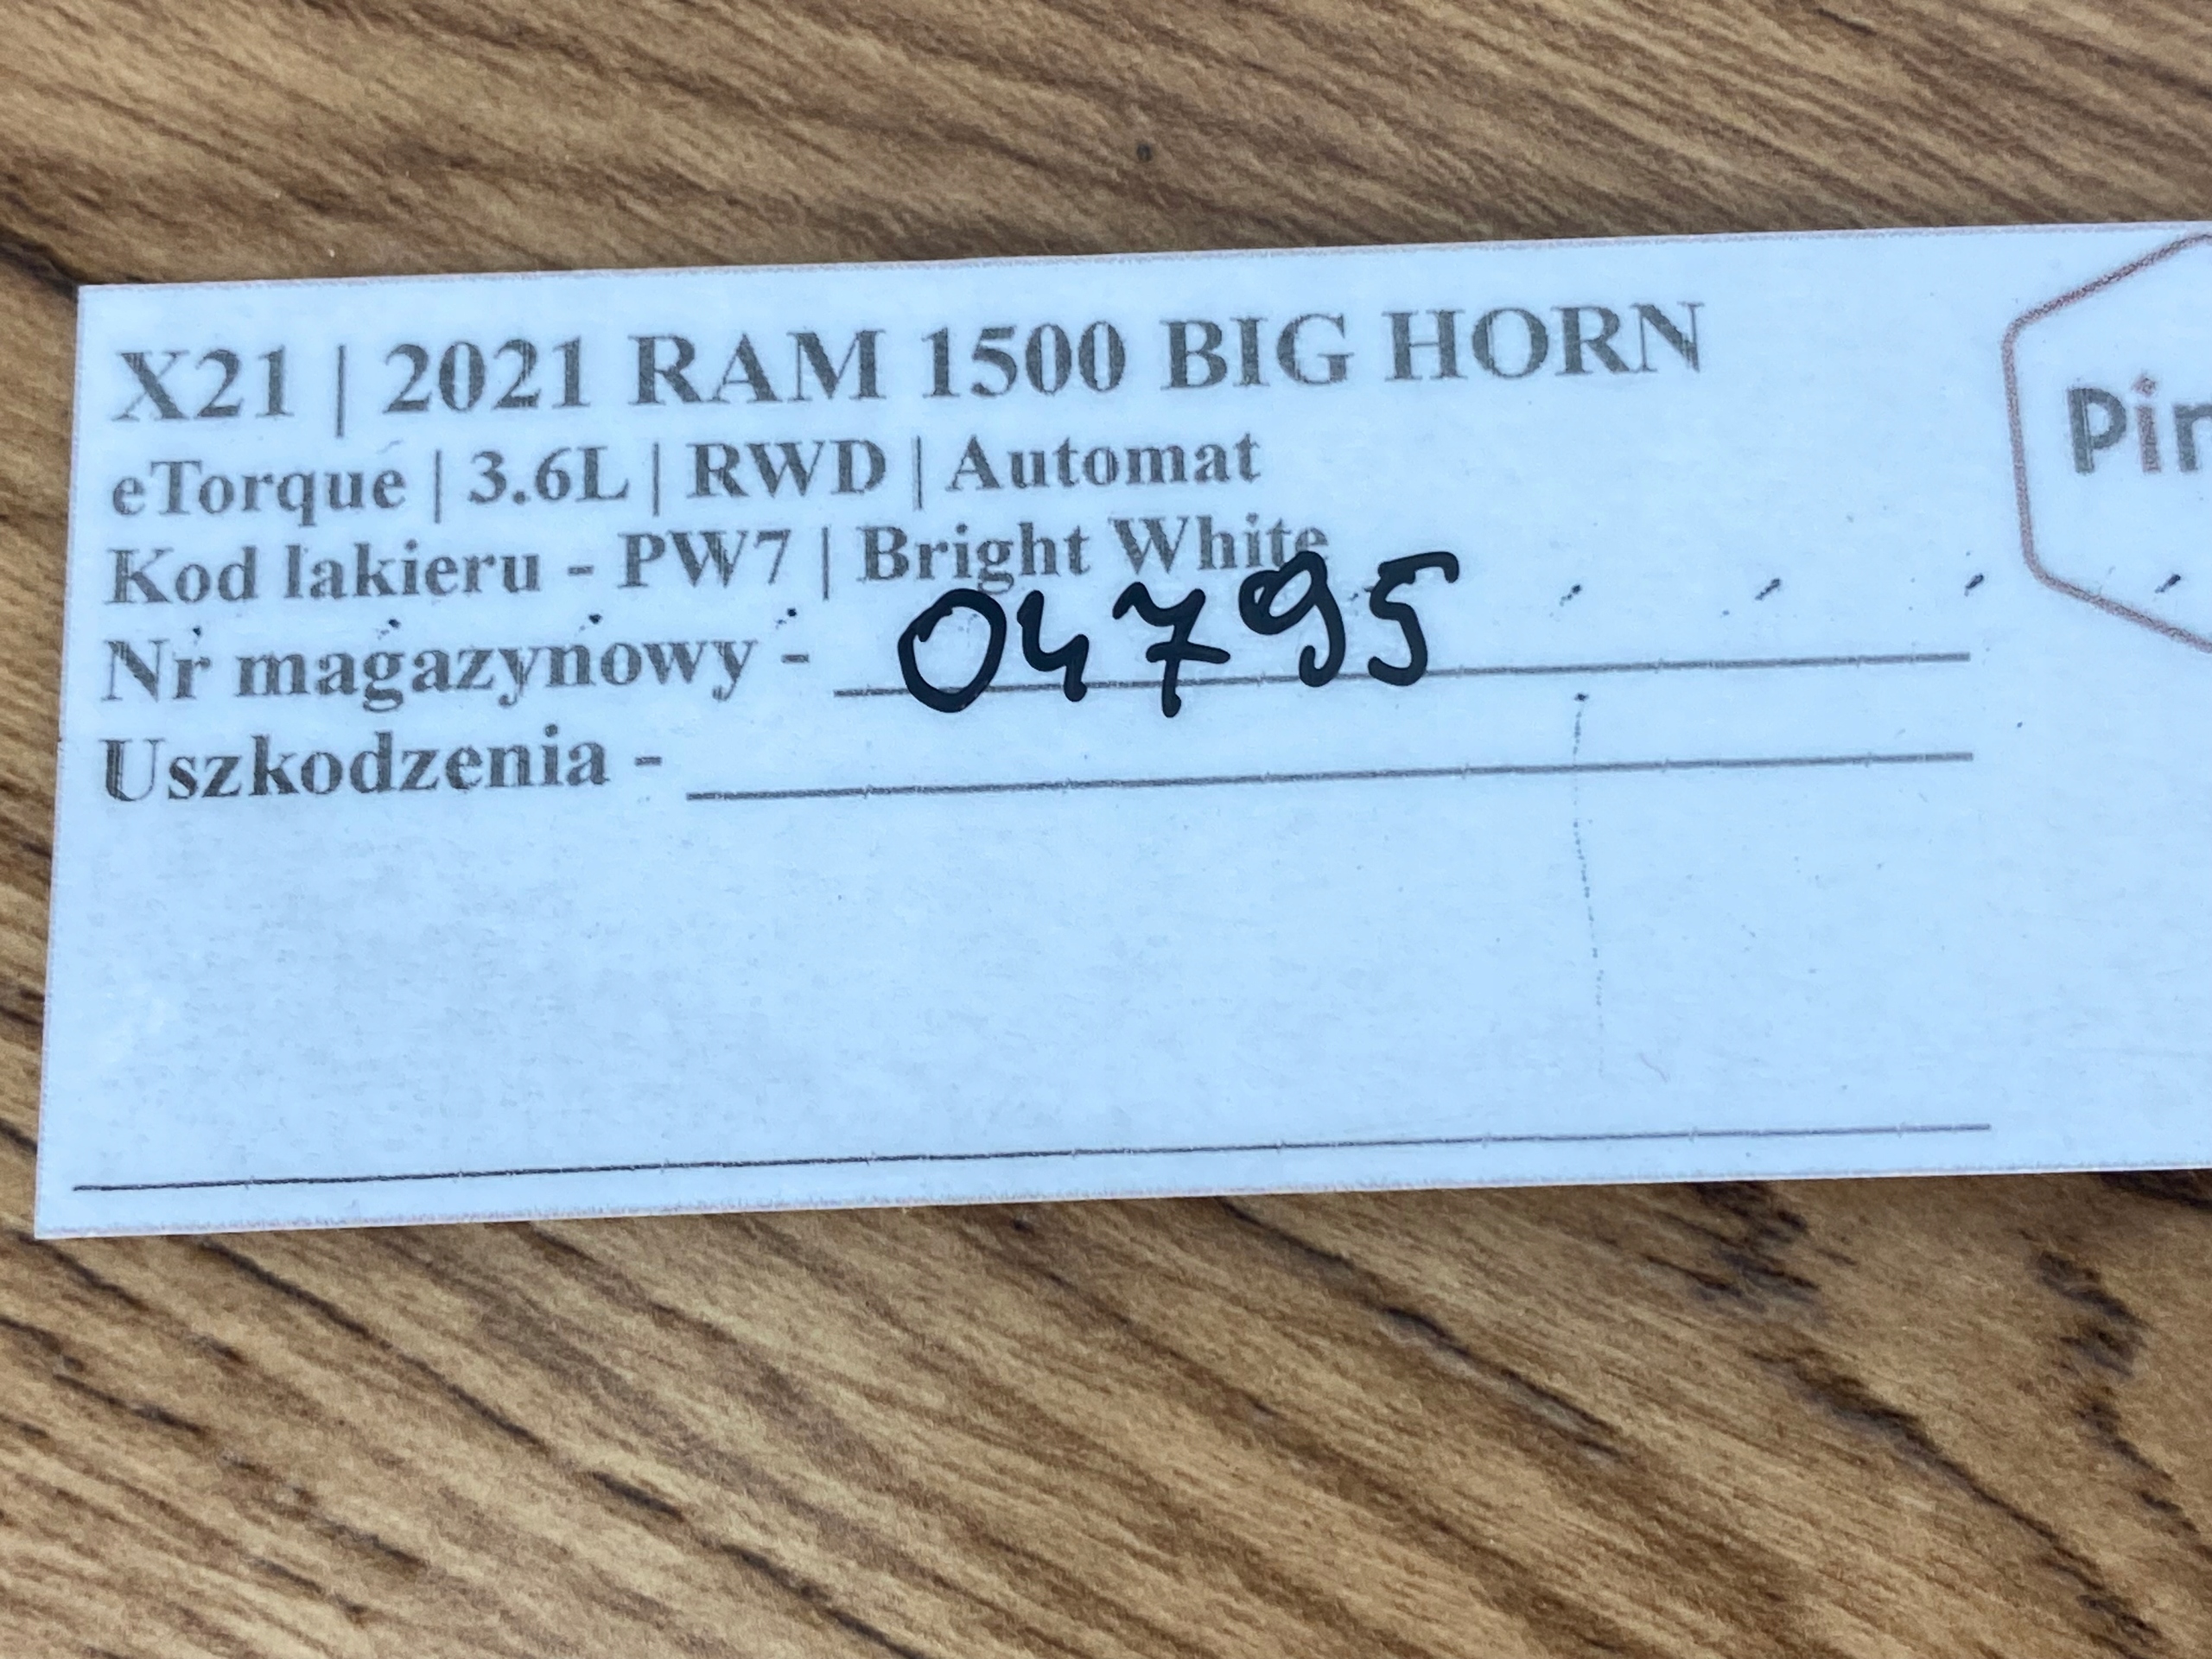 X21 | 2021 RAM 1500 BIG HORN
eTorque | 3.6L | RWD | Automat
Kod lakieru - PW7 | Bright White
Nr magazynowy - 04795
Uszkodzenia -